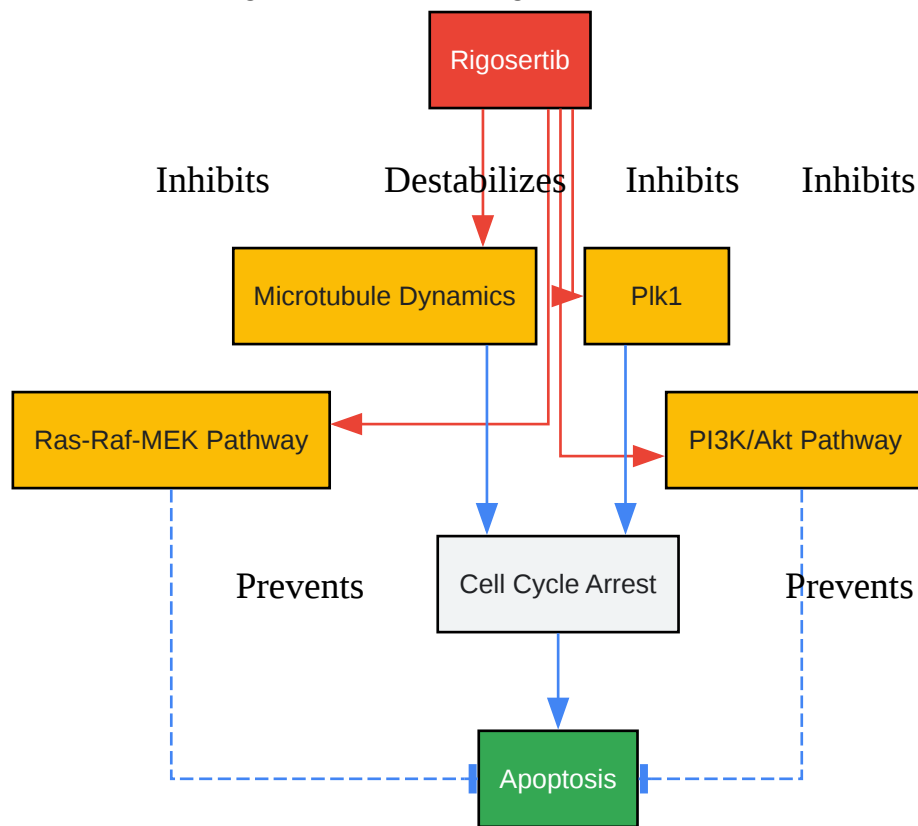 Rigosertib
Inhibits
Destabilizes
Inhibits
Inhibits
Microtubule Dynamics
Plk1
Ras-Raf-MEK Pathway
PI3K/Akt Pathway
Cell Cycle Arrest
Prevents
Prevents
Apoptosis